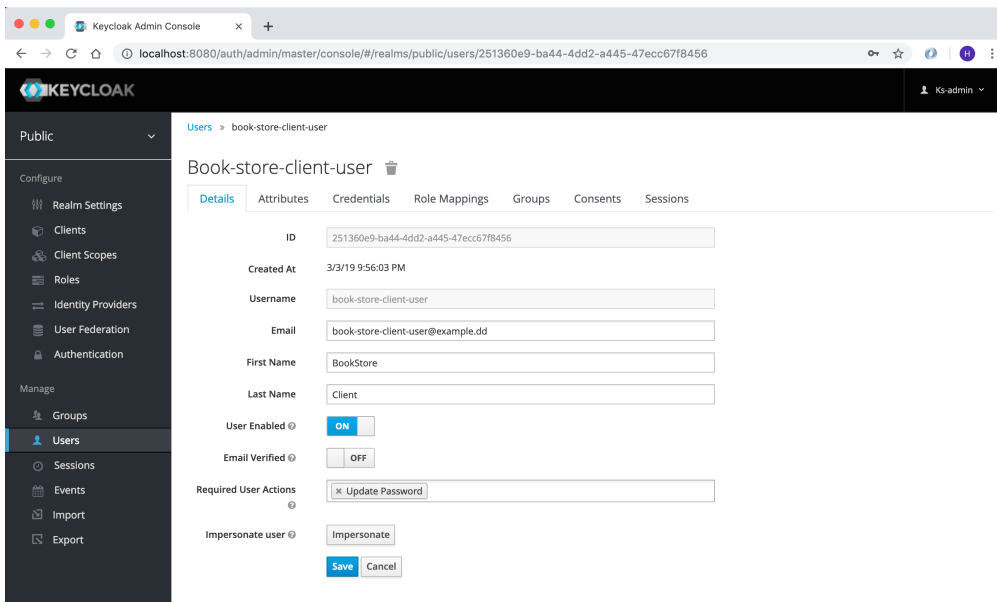 Keycloak Admin Console
localhost:8080/auth/admin/master/console/#/realms/public/users/251360e9-ba44-4dd2-a445-47ecc67f8456
H
KEYCLOAK
Ks-admin
Public
Users » book-store-client-user
Book-store-client-user
Configure
Details Attributes Credentials Role Mappings Groups Consents Sessions
Realm Settings
Clients
Client Scopes
Roles
Identity Providers
User Federation
Authentication
Manage
Groups
Users
Sessions
Events
Import
Export
ID 251360e9-ba44-4dd2-a445-47ecc67f8456
Created At 3/3/19 9:56:03 PM
Username book-store-client-user
Email book-store-client-user@example.dd
First Name BookStore
Last Name Client
User Enabled ON
Email Verified OFF
Required User Actions Update Password
Impersonate user Impersonate
Save Cancel